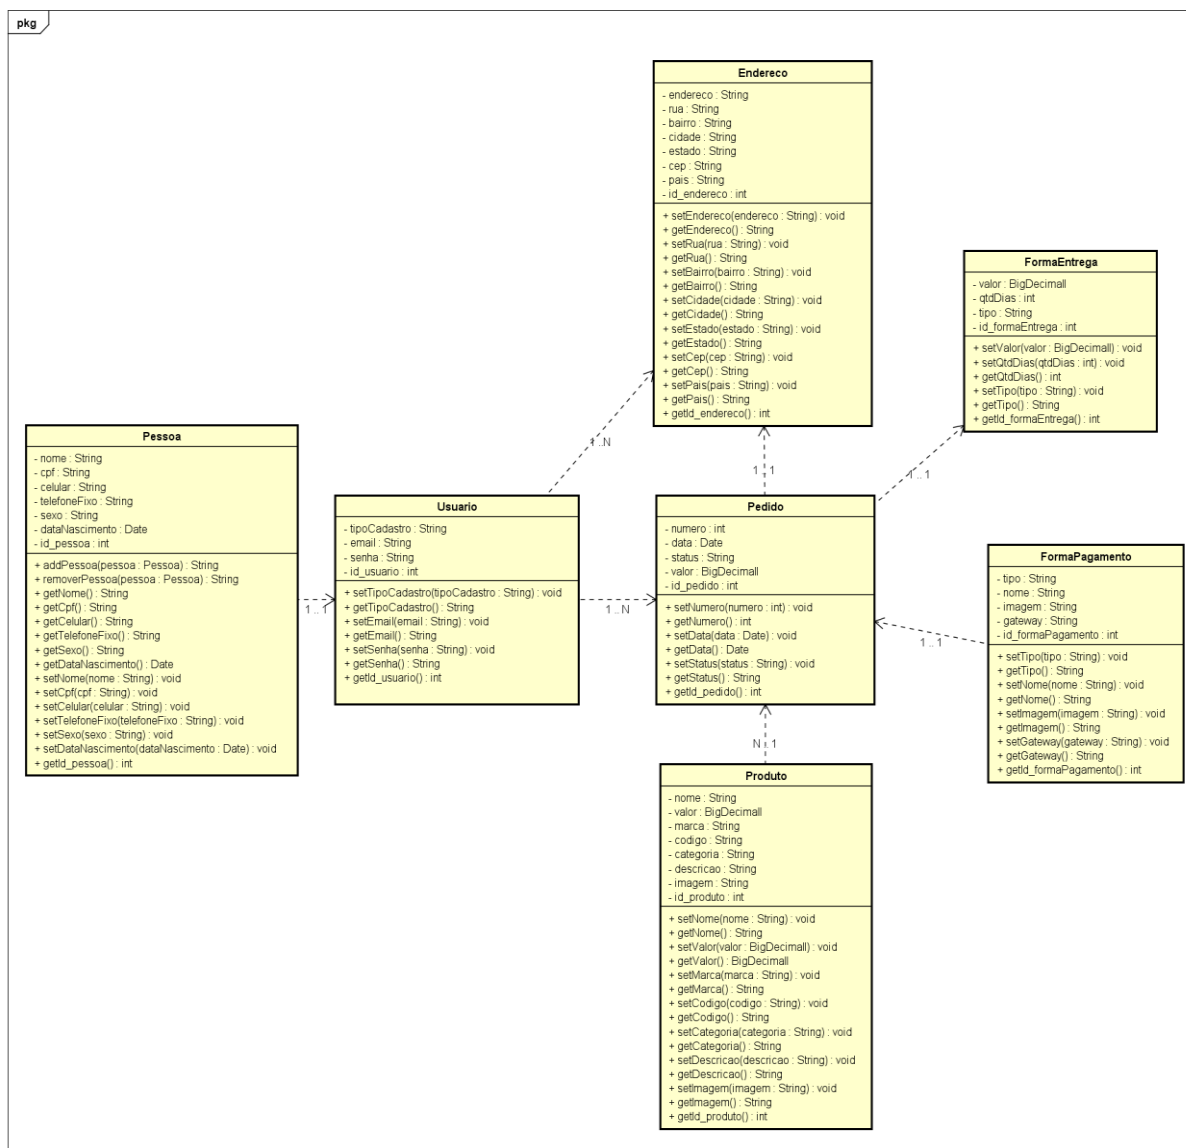 pkg
Endereco
- endereco : String
- rua : String
- bairro : String
- cidade : String
- estado : String
- cep : String
- pais : String
- id_endereco : int
+ setEndereco(endereco : String) : void
+ getEndereco() : String
+ setRua(rua : String) : void
+ getRua() : String
+ setBairro(bairro : String) : void
+ getBairro() : String
+ setCidade(cidade : String) : void
+ getCidade() : String
+ setEstado(estado : String) : void
+ getEstado() : String
+ setCep(cep : String) : void
+ getCep() : String
+ setPais(pais : String) : void
+ getPais() : String
+ getId_endereco() : int
FormaEntrega
- valor : BigDecimall
- qtdDias : int
- tipo : String
- id_formaEntrega : int
+ setValor(valor : BigDecimall) : void
+ setQtdDias(qtdDias : int) : void
+ getQtdDias() : int
+ setTipo(tipo : String) : void
+ getTipo() : String
+ getId_formaEntrega() : int
1 ..N
1 .. 1
1 .. 1
Pessoa
- nome : String
- cpf : String
- celular : String
- telefoneFixo : String
- sexo : String
- dataNascimento : Date
- id_pessoa : int
+ addPessoa(pessoa : Pessoa) : String
+ removerPessoa(pessoa : Pessoa) : String
+ getNome() : String
+ getCpf() : String
+ getCelular() : String
+ getTelefoneFixo() : String
+ getSexo() : String
+ getDataNascimento() : Date
+ setNome(nome : String) : void
+ setCpf(cpf : String) : void
+ setCelular(celular : String) : void
+ setTelefoneFixo(telefoneFixo : String) : void
+ setSexo(sexo : String) : void
+ setDataNascimento(dataNascimento : Date) : void
+ getId_pessoa() : int
1 .. 1
Usuario
- tipoCadastro : String
- email : String
- senha : String
- id_usuario : int
+ setTipoCadastro(tipoCadastro : String) : void
+ getTipoCadastro() : String
+ setEmail(email : String) : void
+ getEmail() : String
+ setSenha(senha : String) : void
+ getSenha() : String
+ getId_usuario() : int
1 ..N
Pedido
- numero : int
- data : Date
- status : String
- valor : BigDecimall
- id_pedido : int
+ setNumero(numero : int) : void
+ getNumero() : int
+ setData(data : Date) : void
+ getData() : Date
+ setStatus(status : String) : void
+ getStatus() : String
+ getId_pedido() : int
1 .. 1
FormaPagamento
- tipo : String
- nome : String
- imagem : String
- gateway : String
- id_formaPagamento : int
+ setTipo(tipo : String) : void
+ getTipo() : String
+ setNome(nome : String) : void
+ getNome() : String
+ setImagem(imagem : String) : void
+ getImagem() : String
+ setGateway(gateway : String) : void
+ getGateway() : String
+ getId_formaPagamento() : int
N .. 1
Produto
- nome : String
- valor : BigDecimall
- marca : String
- codigo : String
- categoria : String
- descricao : String
- imagem : String
- id_produto : int
+ setNome(nome : String) : void
+ getNome() : String
+ setValor(valor : BigDecimall) : void
+ getValor() : BigDecimall
+ setMarca(marca : String) : void
+ getMarca() : String
+ setCodigo(codigo : String) : void
+ getCodigo() : String
+ setCategoria(categoria : String) : void
+ getCategoria() : String
+ setDescricao(descricao : String) : void
+ getDescricao() : String
+ setImagem(imagem : String) : void
+ getImagem() : String
+ getId_produto() : int